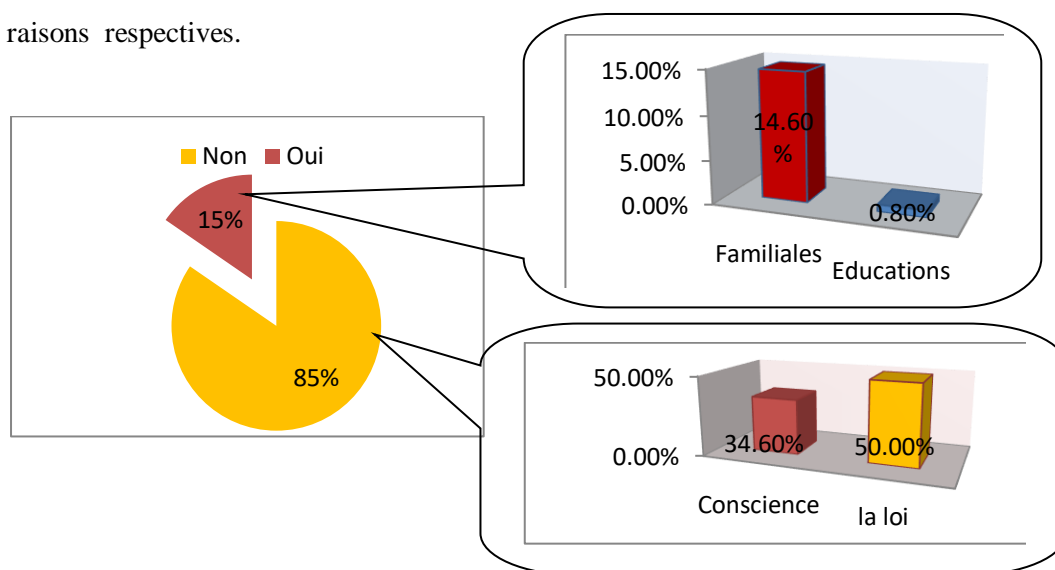 raisons respectives.
Non Oui
15%
85%
15.00%
10.00%
5.00%
0.00%
14.60
%
0.80%
Familiales
Educations
50.00%
0.00%
34.60%
50.00%
Conscience
la loi